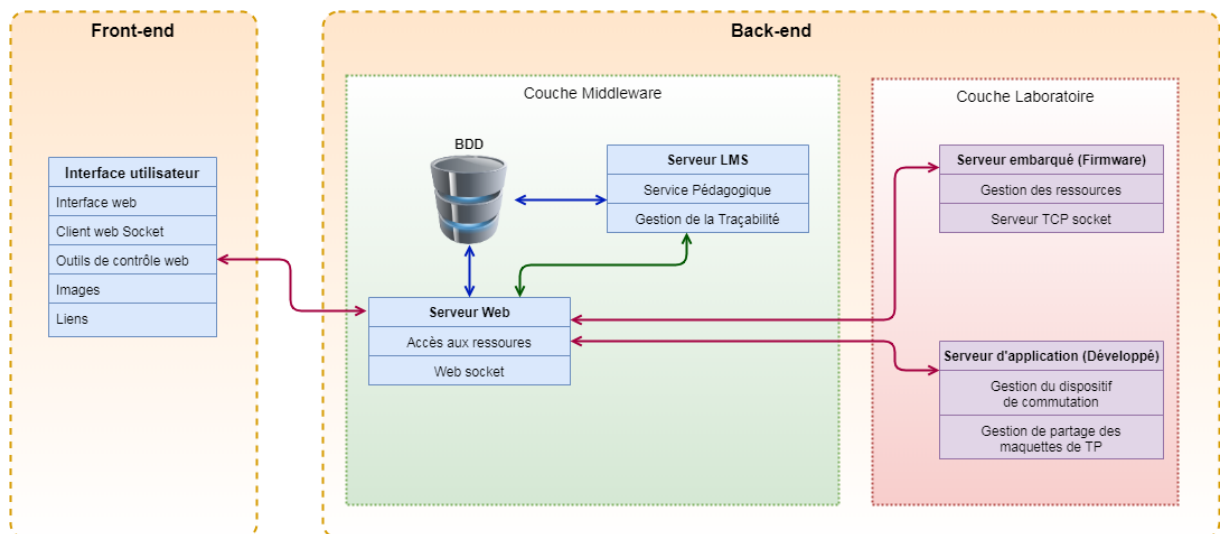 Front-end
Interface utilisateur
Interface web
Client web Socket
Outils de contrôle web
Images
Liens
Back-end
Couche Middleware
BDD
Serveur LMS
Service Pédagogique
Gestion de la Traçabilité
Serveur Web
Accès aux ressoures
Web socket
Couche Laboratoire
Serveur embarqué (Firmware)
Gestion des ressources
Serveur TCP socket
Serveur d'application (Développé)
Gestion du dispositif
de commutation
Gestion de partage des
maquettes de TP